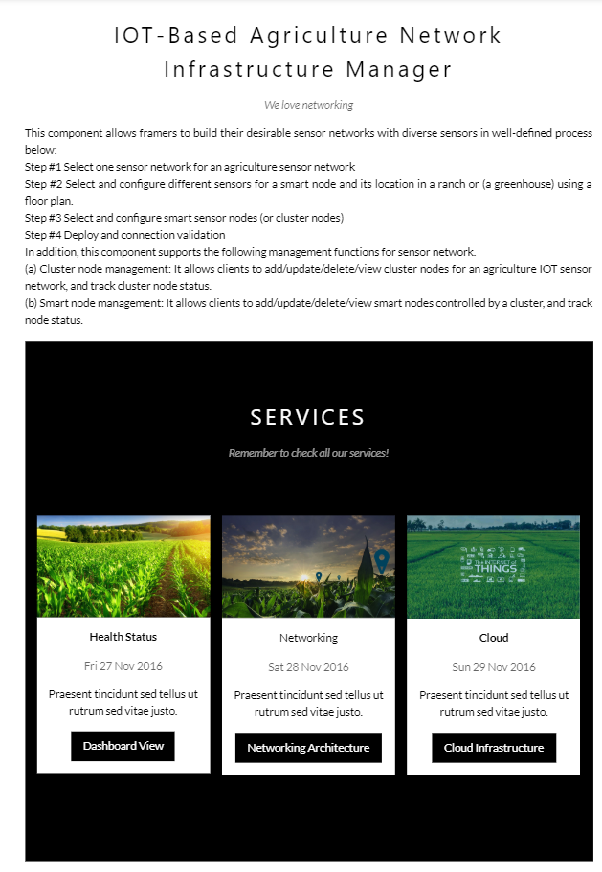 IOT-Based Agriculture Network
Infrastructure Manager
We love networking
This component allows framers to build their desirable sensor networks with diverse sensors in well-defined process
below:
Step #1 Select one sensor network for an agriculture sensor network
Step #2 Select and configure different sensors for a smart node and its location in a ranch or (a greenhouse) using a
floor plan.
Step #3 Select and configure smart sensor nodes (or cluster nodes)
Step #4 Deploy and connection validation
In addition, this component supports the following management functions for sensor network.
(a) Cluster node management: It allows clients to add/update/delete/view cluster nodes for an agriculture IOT sensor
network, and track cluster node status.
(b) Smart node management: It allows clients to add/update/delete/view smart nodes controlled by a cluster, and track
node status.
SERVICES
Remember to check all our services!
THE INTERNET of
THINGS
Health Status
Fri 27 Nov 2016
Praesent tincidunt sed tellus ut
rutrum sed vitae justo.
Dashboard View
Networking
Sat 28 Nov 2016
Praesent tincidunt sed tellus ut
rutrum sed vitae justo.
Networking Architecture
Cloud
Sun 29 Nov 2016
Praesent tincidunt sed tellus ut
rutrum sed vitae justo.
Cloud Infrastructure